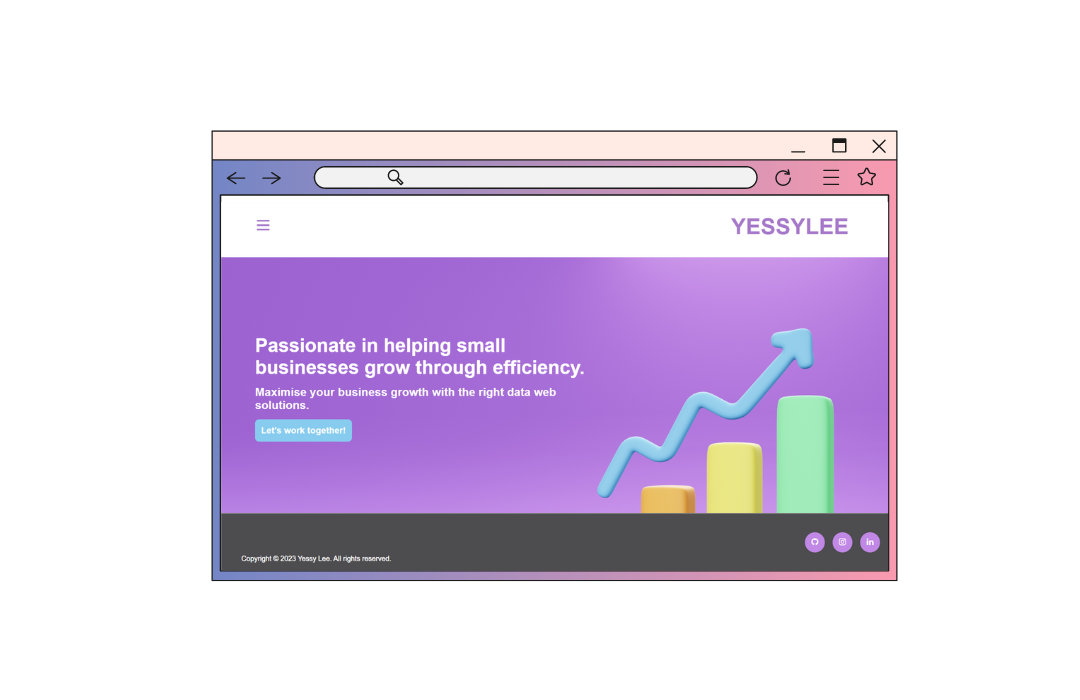 YESSYLEE
Passionate in helping small
businesses grow through efficiency.
Maximise your business growth with the right data web
solutions.
Let's work together!
Copyright © 2023 Yessy Lee. All rights reserved.
in